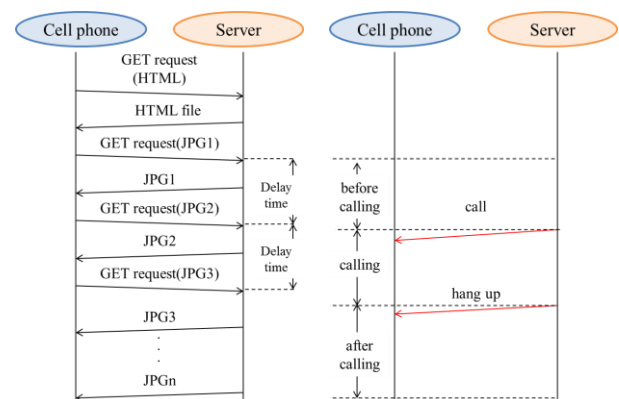 Cell phone
Server
GET request
(HTML)
HTML file
GET request(JPG1)
JPG1
GET request(JPG2)
JPG2
GET request(JPG3)
JPG3
.
.
.
JPGn
Delay
time
Delay
time
Cell phone
Server
before
calling
call
calling
hang up
after
calling